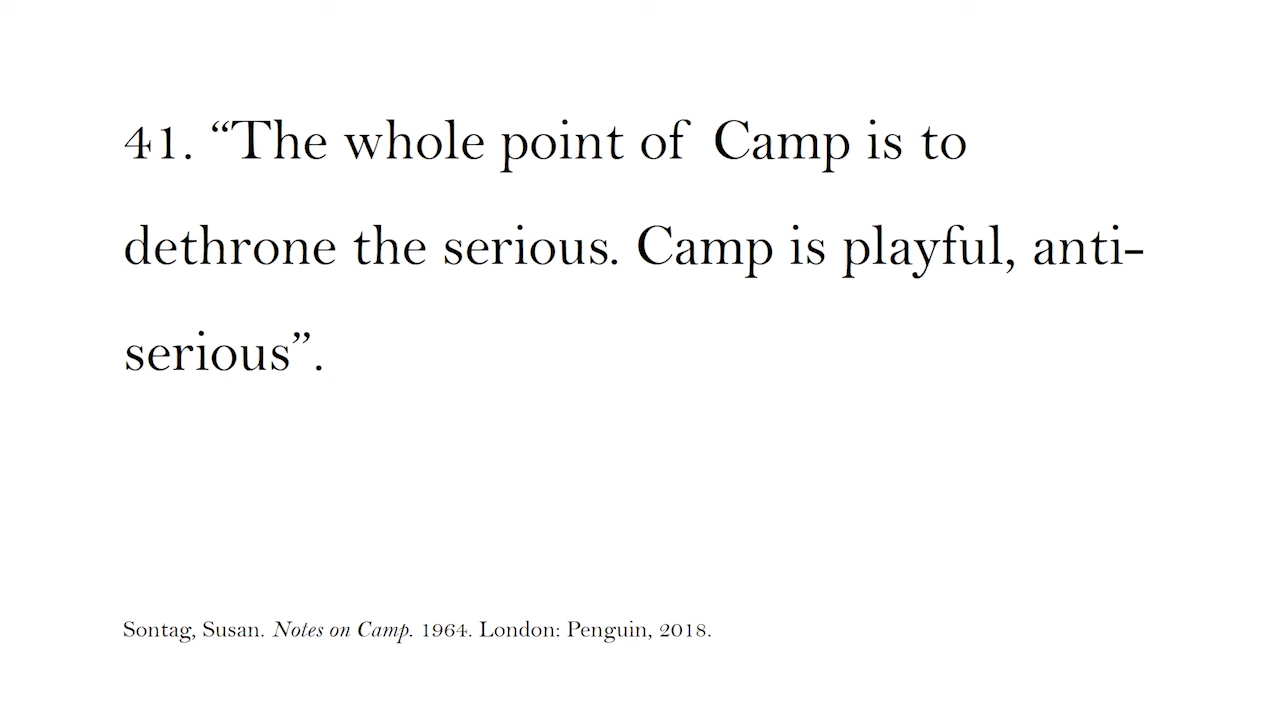 41. “The whole point of Camp is to
dethrone the serious. Camp is playful, anti-
serious”.
Sontag, Susan. Notes on Camp. 1964. London: Penguin, 2018.